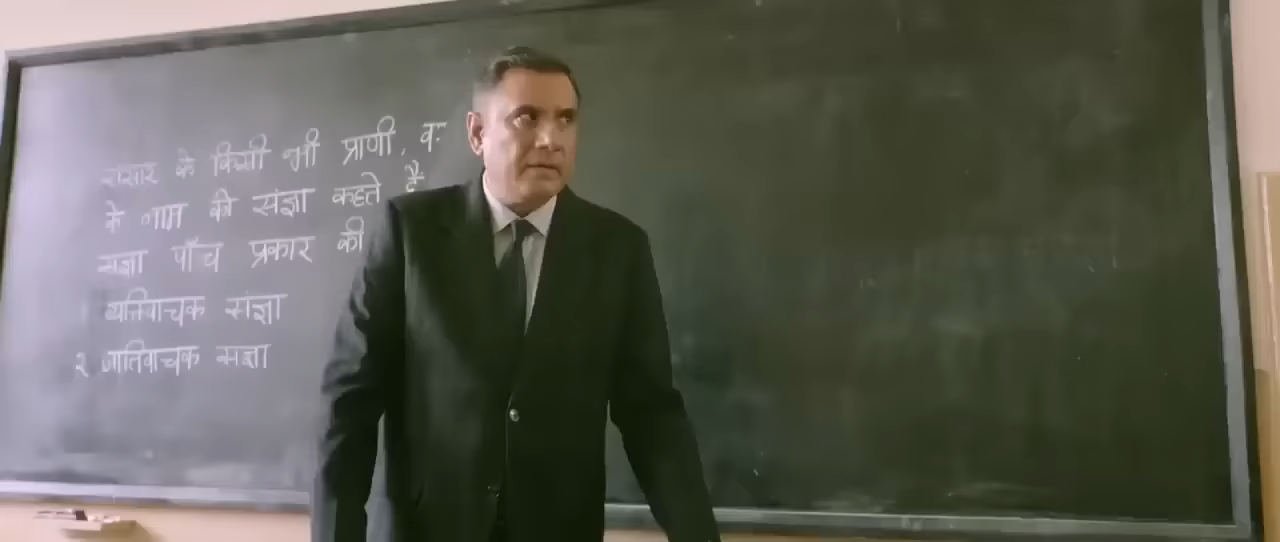 संसार के किसी भी प्राणी,
के नाम को संज्ञा कहते है
संज्ञा पाँच प्रकार की
व्यक्तिवाचक संज्ञा
२ जातिवाचक संज्ञा